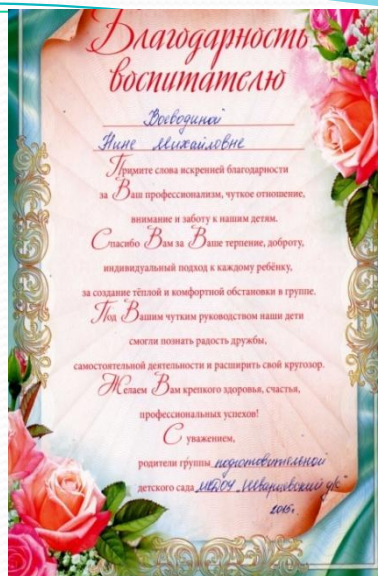 Благодарность
воспитателю
Воеводиной
Нине Михайловне
Примите слова искренней благодарности
за Ваш профессионализм, чуткое отношение,
внимание и заботу к нашим детям.
Спасибо Вам за Ваше терпение, доброту,
индивидуальный подход к каждому ребёнку,
за создание тёплой и комфортной обстановки в группе.
Под Вашим чутким руководством наши дети
смогли познать радость дружбы,
самостоятельной деятельности и расширить свой кругозор.
Желаем Вам крепкого здоровья, счастья,
профессиональных успехов!
С уважением,
родители группы подготовительной
детского сада МБДОУ
2015г.